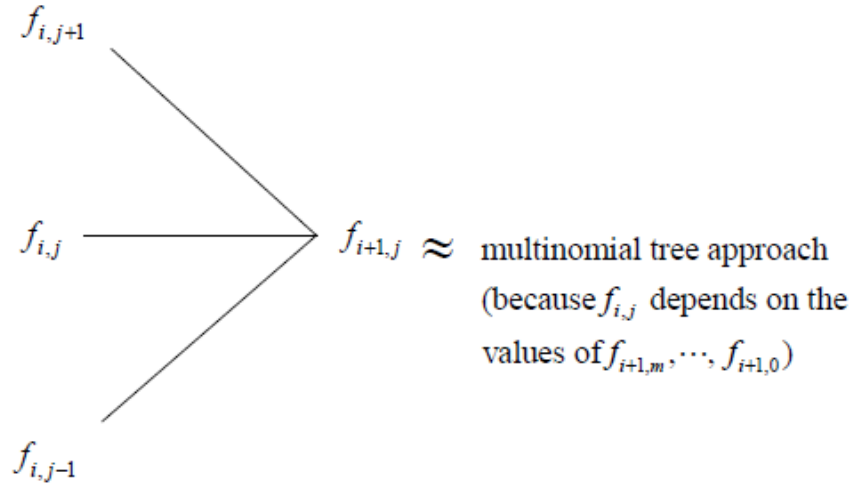 f_{i,j+1}
f_{i,j} f_{i+1,j} ≈ multinomial tree approach
(because f_{i,j} depends on the
values of f_{i+1,m},⋯, f_{i+1,0})
f_{i,j-1}